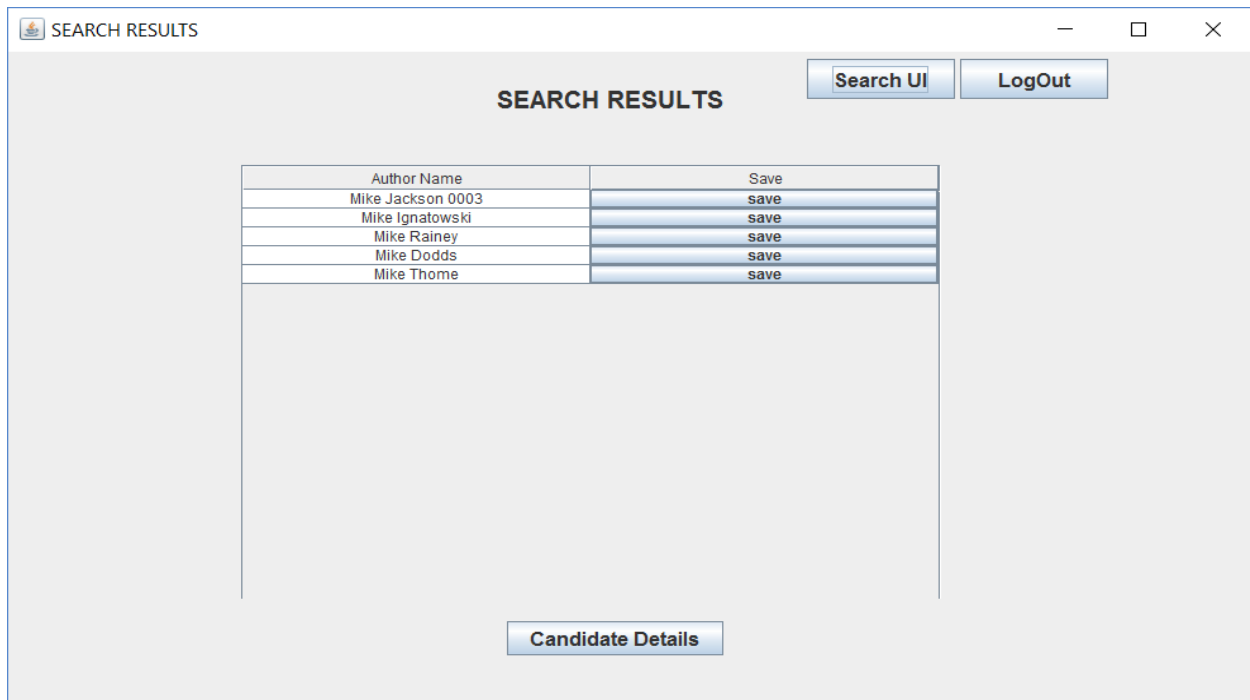 SEARCH RESULTS
Search UI LogOut
SEARCH RESULTS
Author Name Save
Mike Jackson 0003 save
Mike Ignatowski save
Mike Rainey save
Mike Dodds save
Mike Thome save
Candidate Details